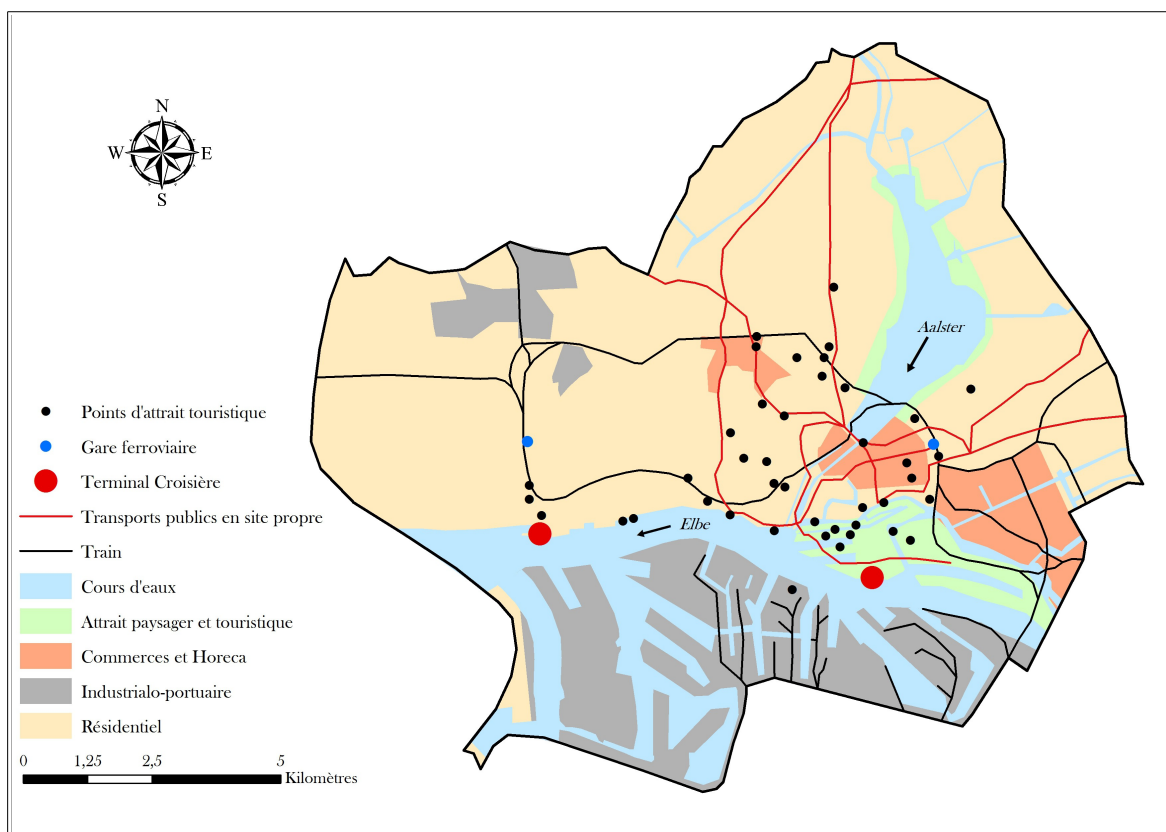 N
W
E
S
Aalster
Elbe
Points d'attrait touristique
Gare ferroviaire
Terminal Croisière
Transports publics en site propre
Train
Cours d'eaux
Attrait paysager et touristique
Commerces et Horeca
Industrialo-portuaire
Résidentiel
0 1,25 2,5 5
Kilomètres